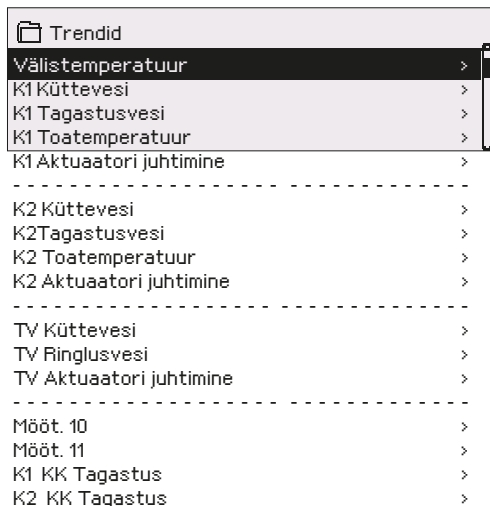 Trendid
Välistemperatuur >
K1 Küttevesi >
K1 Tagastusvesi >
K1 Toatemperatuur >
K1 Aktuaatori juhtimine >
- - - - - - - - - - - - - - - - - - - - - - - - - - - - - - - -
K2 Küttevesi >
K2Tagastusvesi >
K2 Toatemperatuur >
K2 Aktuaatori juhtimine >
- - - - - - - - - - - - - - - - - - - - - - - - - - - - - - - -
TV Küttevesi >
TV Ringlusvesi >
TV Aktuaatori juhtimine >
- - - - - - - - - - - - - - - - - - - - - - - - - - - - - - - -
Mööt. 10 >
Mööt. 11 >
K1 KK Tagastus >
K2 KK Tagastus >